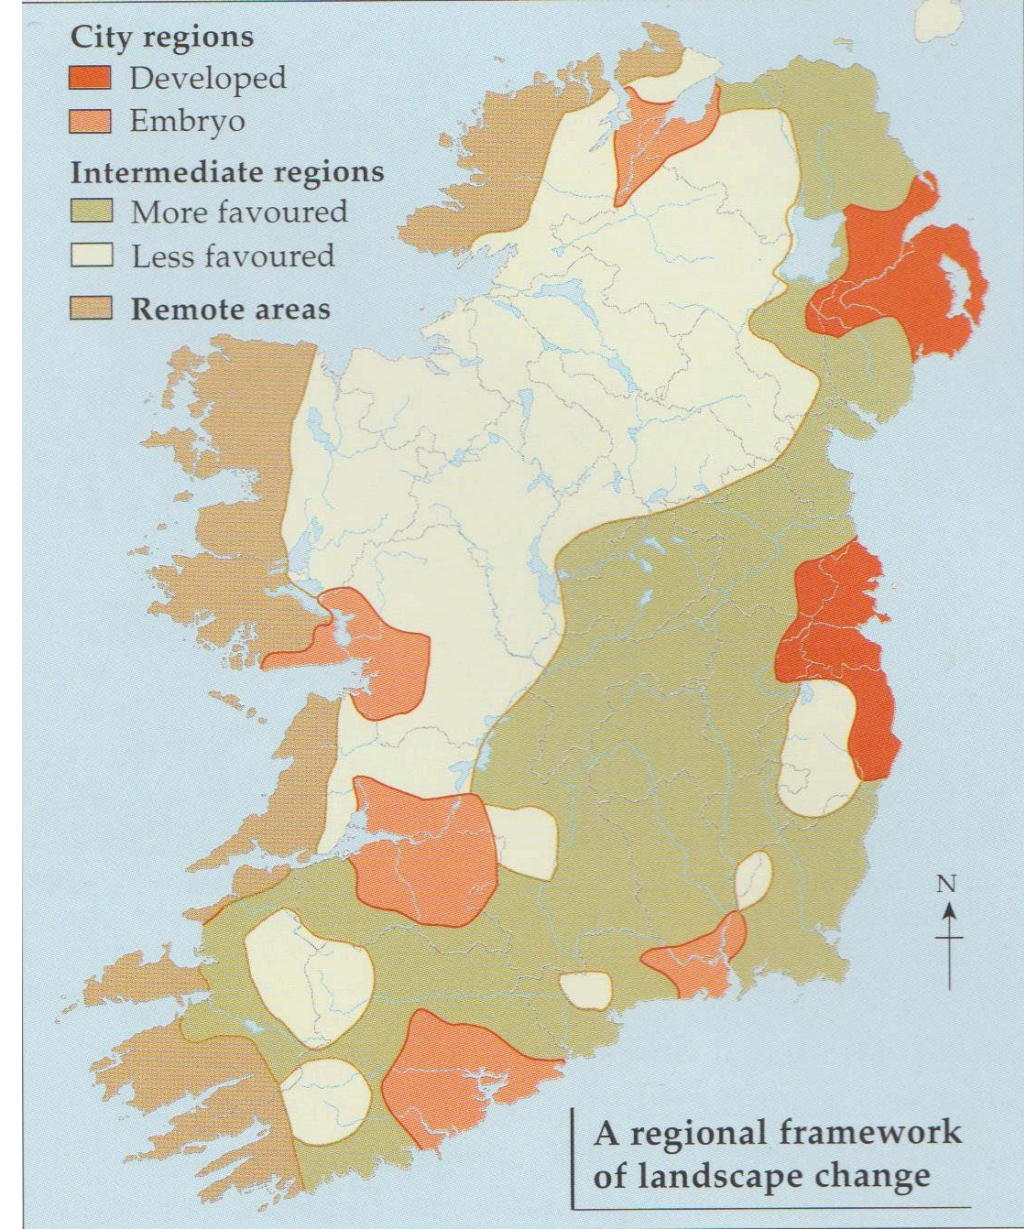 City regions
Developed
Embryo
Intermediate regions
More favoured
Less favoured
Remote areas
N
A regional framework
of landscape change